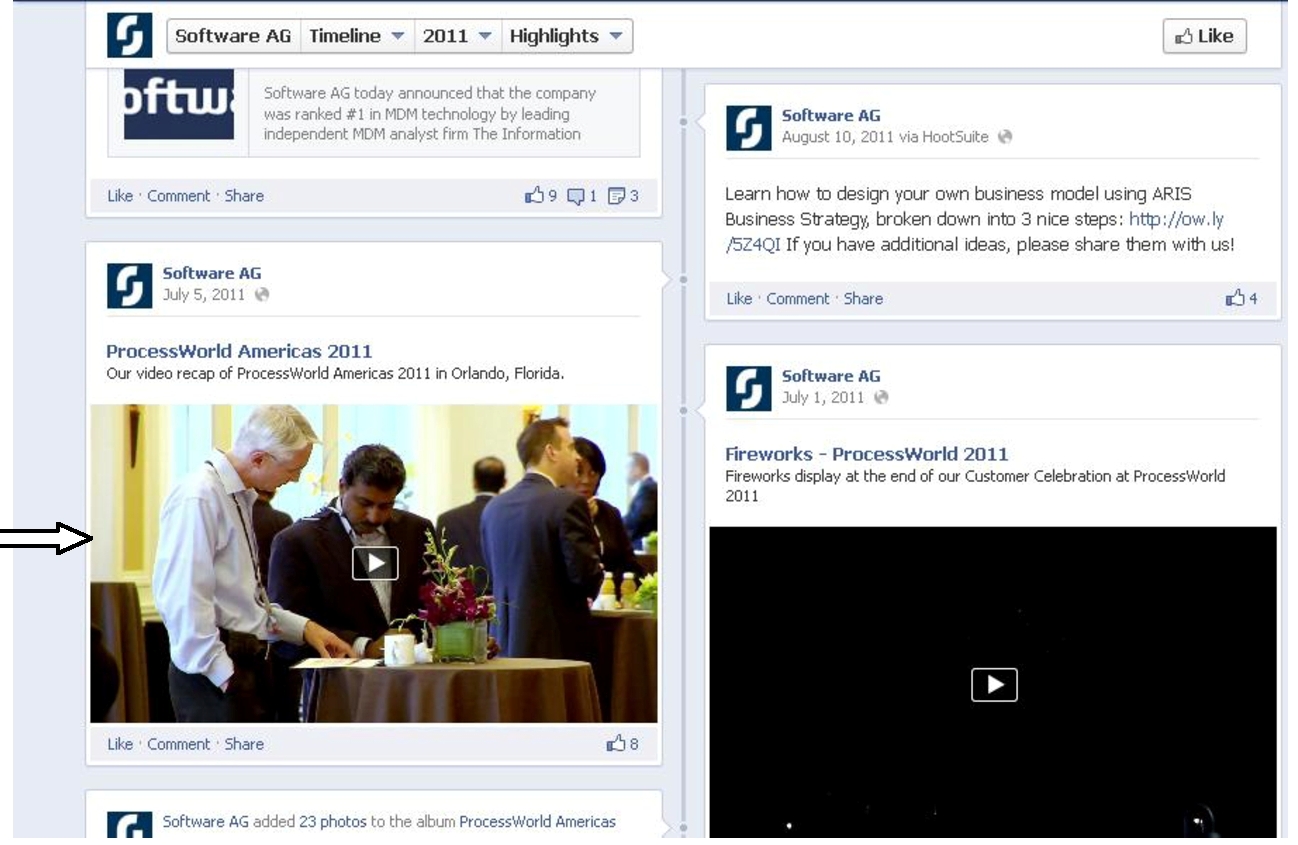 Software AG Timeline 2011 Highlights
Like
oftwa
Software AG today announced that the company
was ranked #1 in MDM technology by leading
independent MDM analyst firm The Information
Like · Comment · Share 9 1 3
Software AG
July 5, 2011
ProcessWorld Americas 2011
Our video recap of ProcessWorld Americas 2011 in Orlando, Florida.
Like · Comment · Share 8
Software AG added 23 photos to the album ProcessWorld Americas
Software AG
August 10, 2011 via HootSuite
Learn how to design your own business model using ARIS
Business Strategy, broken down into 3 nice steps: http://ow.ly
/5Z4QI If you have additional ideas, please share them with us!
Like · Comment · Share 4
Software AG
July 1, 2011
Fireworks - ProcessWorld 2011
Fireworks display at the end of our Customer Celebration at ProcessWorld
2011